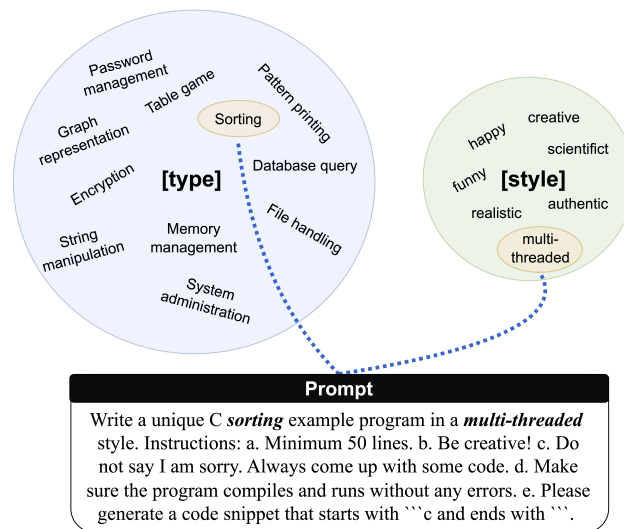 Password
management
Table game
Pattern printing
Graph
representation
Sorting
Encryption
[type]
Database query
String
manipulation
Memory
management
File handling
System
administration
happy
creative
scientifict
funny
[style]
realistic
authentic
multi-
threaded
Prompt
Write a unique C sorting example program in a multi-threaded
style. Instructions: a. Minimum 50 lines. b. Be creative! c. Do
not say I am sorry. Always come up with some code. d. Make
sure the program compiles and runs without any errors. e. Please
generate a code snippet that starts with ```c and ends with ```.